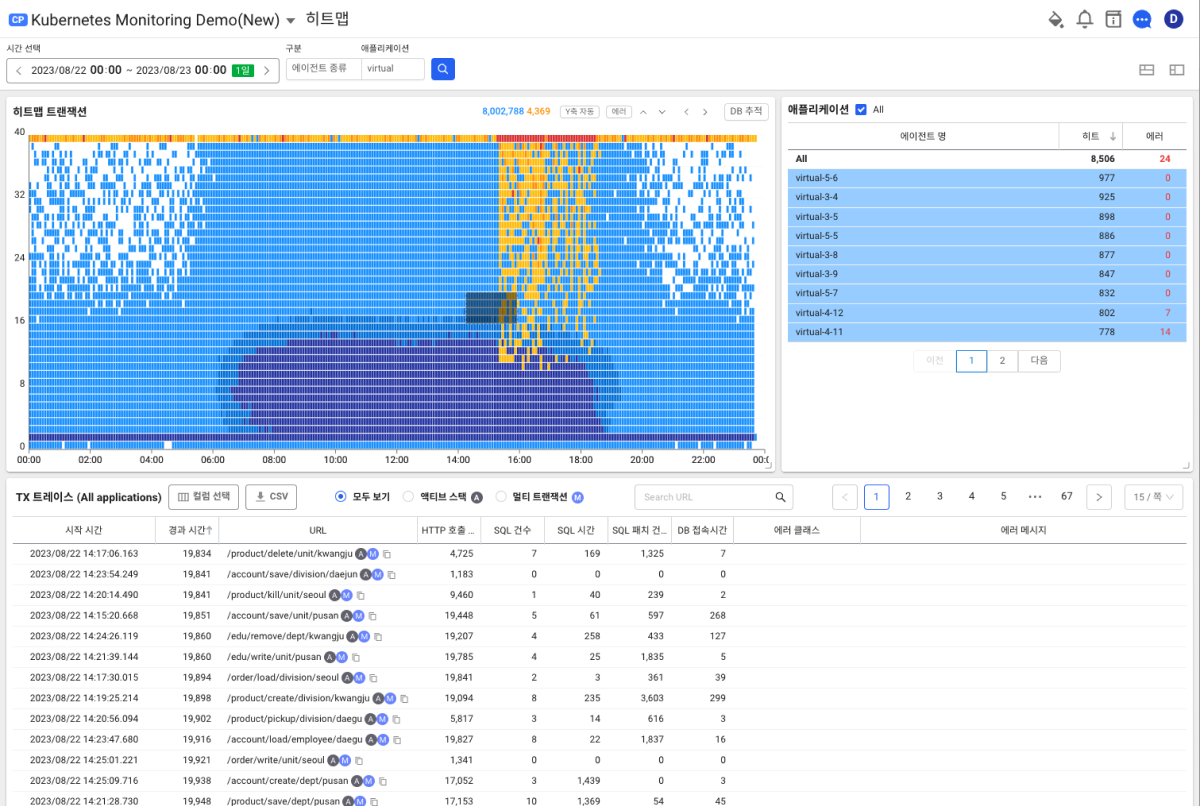 CP Kubernetes Monitoring Demo(New) 히트맵 D
시간 선택 구분 애플리케이션
2023/08/22 00:00 ~ 2023/08/23 00:00 1일 에이전트 종류 virtual
히트맵 트랜잭션 8,002,788 4,369 Y축 자동 에러 DB 추적
40
32
24
16
8
0
00:00 02:00 04:00 06:00 08:00 10:00 12:00 14:00 16:00 18:00 20:00 22:00 00:(
애플리케이션 All
에이전트 명 히트 에러
All 8,506 24
virtual-5-6 977 0
virtual-3-4 925 0
virtual-3-5 898 0
virtual-5-5 886 0
virtual-3-8 877 0
virtual-3-9 847 0
virtual-5-7 832 0
virtual-4-12 802 7
virtual-4-11 778 14
이전 1 2 다음
TX 트레이스 (All applications) 컬럼 선택 CSV 모두 보기 액티브 스택 A 멀티 트랜잭션 M Search URL 1 2 3 4 5 ··· 67 15 / 쪽
시작 시간 경과 시간↑ URL HTTP 호출 ... SQL 건수 SQL 시간 SQL 패치 건... DB 접속시간 에러 클래스 에러 메시지
2023/08/22 14:17:06.163 19,834 /product/delete/unit/kwangju A M 4,725 7 169 1,325 7
2023/08/22 14:23:54.249 19,841 /account/save/division/daejun A M 1,183 0 0 0 0
2023/08/22 14:20:14.490 19,841 /product/kill/unit/seoul A M 9,460 1 40 239 2
2023/08/22 14:15:20.668 19,851 /account/save/unit/pusan A M 19,448 5 61 597 268
2023/08/22 14:24:26.119 19,860 /edu/remove/dept/kwangju A M 19,207 4 258 433 127
2023/08/22 14:21:39.144 19,860 /edu/write/unit/pusan A M 19,785 4 25 1,835 5
2023/08/22 14:17:30.015 19,894 /order/load/division/seoul A M 19,841 2 3 361 39
2023/08/22 14:19:25.214 19,898 /product/create/division/kwangju A M 19,094 8 235 3,603 299
2023/08/22 14:20:56.094 19,902 /product/pickup/division/daegu A M 5,817 3 14 616 3
2023/08/22 14:23:47.680 19,916 /account/load/employee/daegu A M 19,827 8 22 1,837 16
2023/08/22 14:25:01.221 19,921 /order/write/unit/seoul A M 1,341 0 0 0 0
2023/08/22 14:25:09.716 19,938 /account/create/dept/pusan A M 17,052 3 1,439 0 3
2023/08/22 14:21:28.730 19,948 /product/save/dept/pusan A M 17,153 10 1,369 54 45